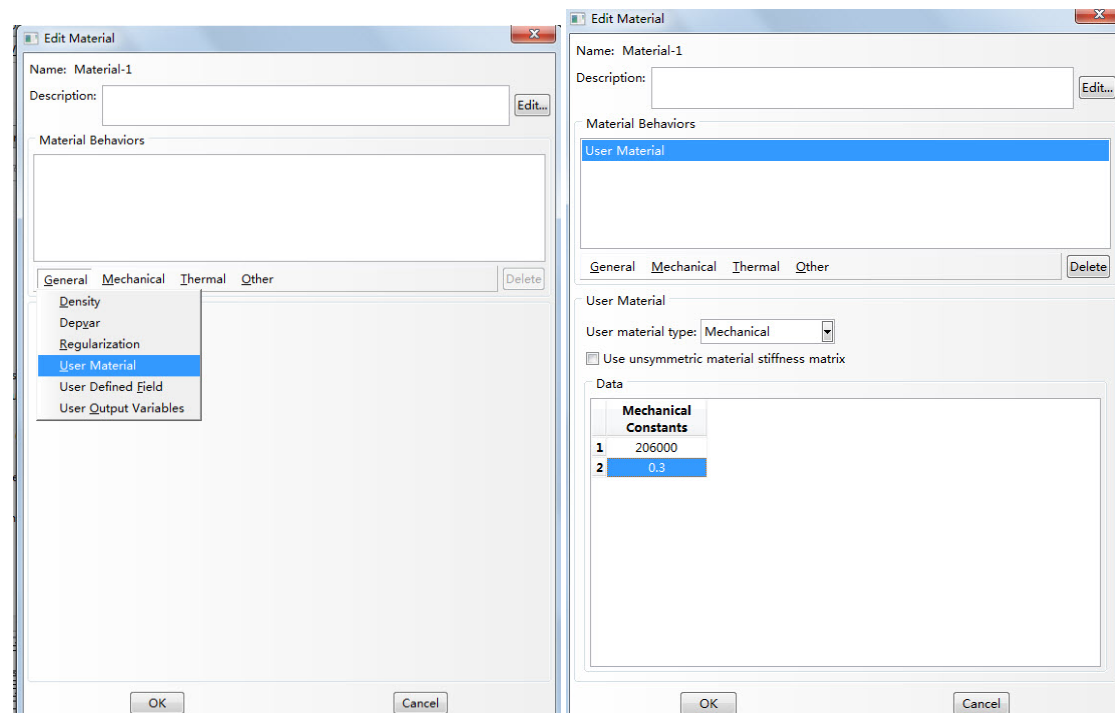 Edit Material
Name: Material-1
Description:
Edit...
Material Behaviors
General Mechanical Thermal Other
Delete
Density
Depvar
Regularization
User Material
User Defined Field
User Output Variables
OK
Cancel
Edit Material
Name: Material-1
Description:
Edit...
Material Behaviors
User Material
General Mechanical Thermal Other
Delete
User Material
User material type: Mechanical
Use unsymmetric material stiffness matrix
Data
Mechanical
Constants
1 206000
2 0.3
OK
Cancel